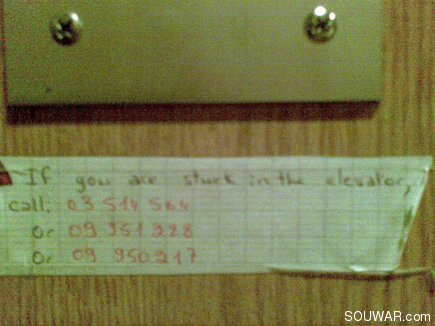 If you are stuck in the elevator,
call: 03 514 564
or 09 951 228
or 09 950 217
SOUWAR.com